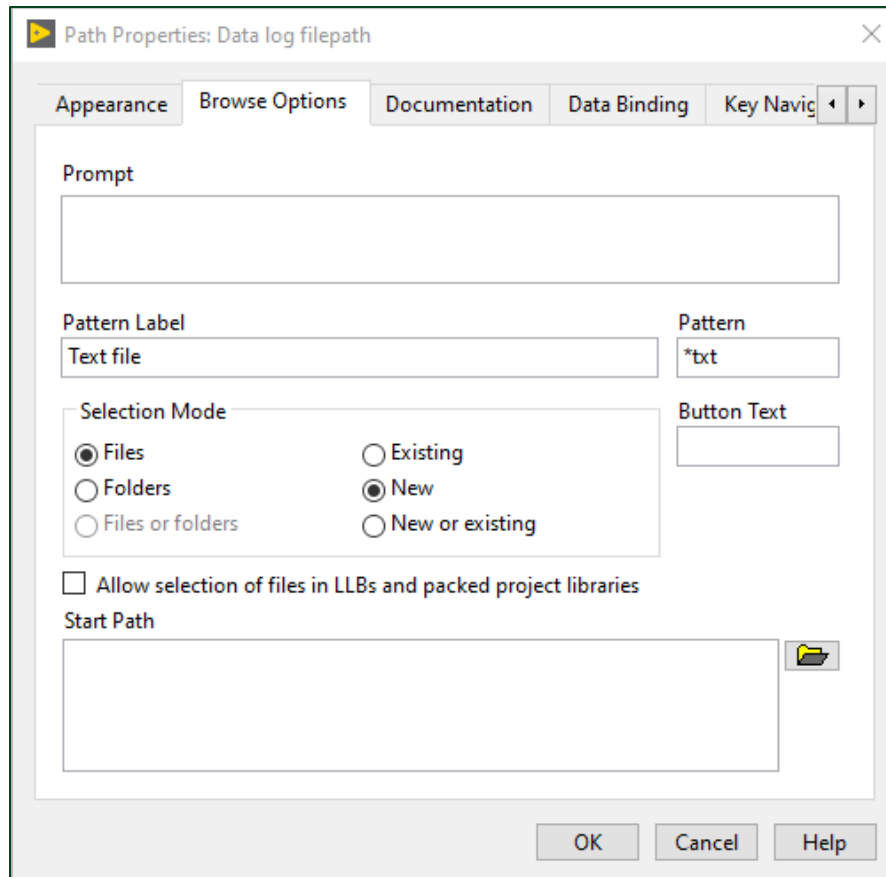 Path Properties: Data log filepath
Appearance Browse Options Documentation Data Binding Key Navig
Prompt
Pattern Label Pattern
Text file *txt
Selection Mode Button Text
Files Existing
Folders New
Files or folders New or existing
Allow selection of files in LLBs and packed project libraries
Start Path
OK Cancel Help